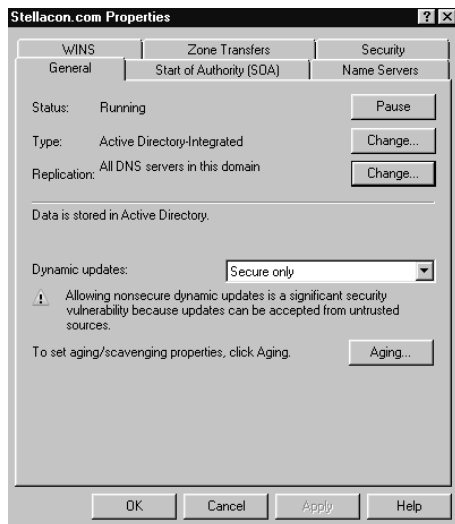 Stellacon.com Properties
WINS Zone Transfers Security
General Start of Authority (SOA) Name Servers
Status: Running Pause
Type: Active Directory-Integrated Change...
Replication: All DNS servers in this domain Change...
Data is stored in Active Directory.
Dynamic updates: Secure only
Allowing nonsecure dynamic updates is a significant security
vulnerability because updates can be accepted from untrusted
sources.
To set aging/scavenging properties, click Aging. Aging...
OK Cancel Apply Help